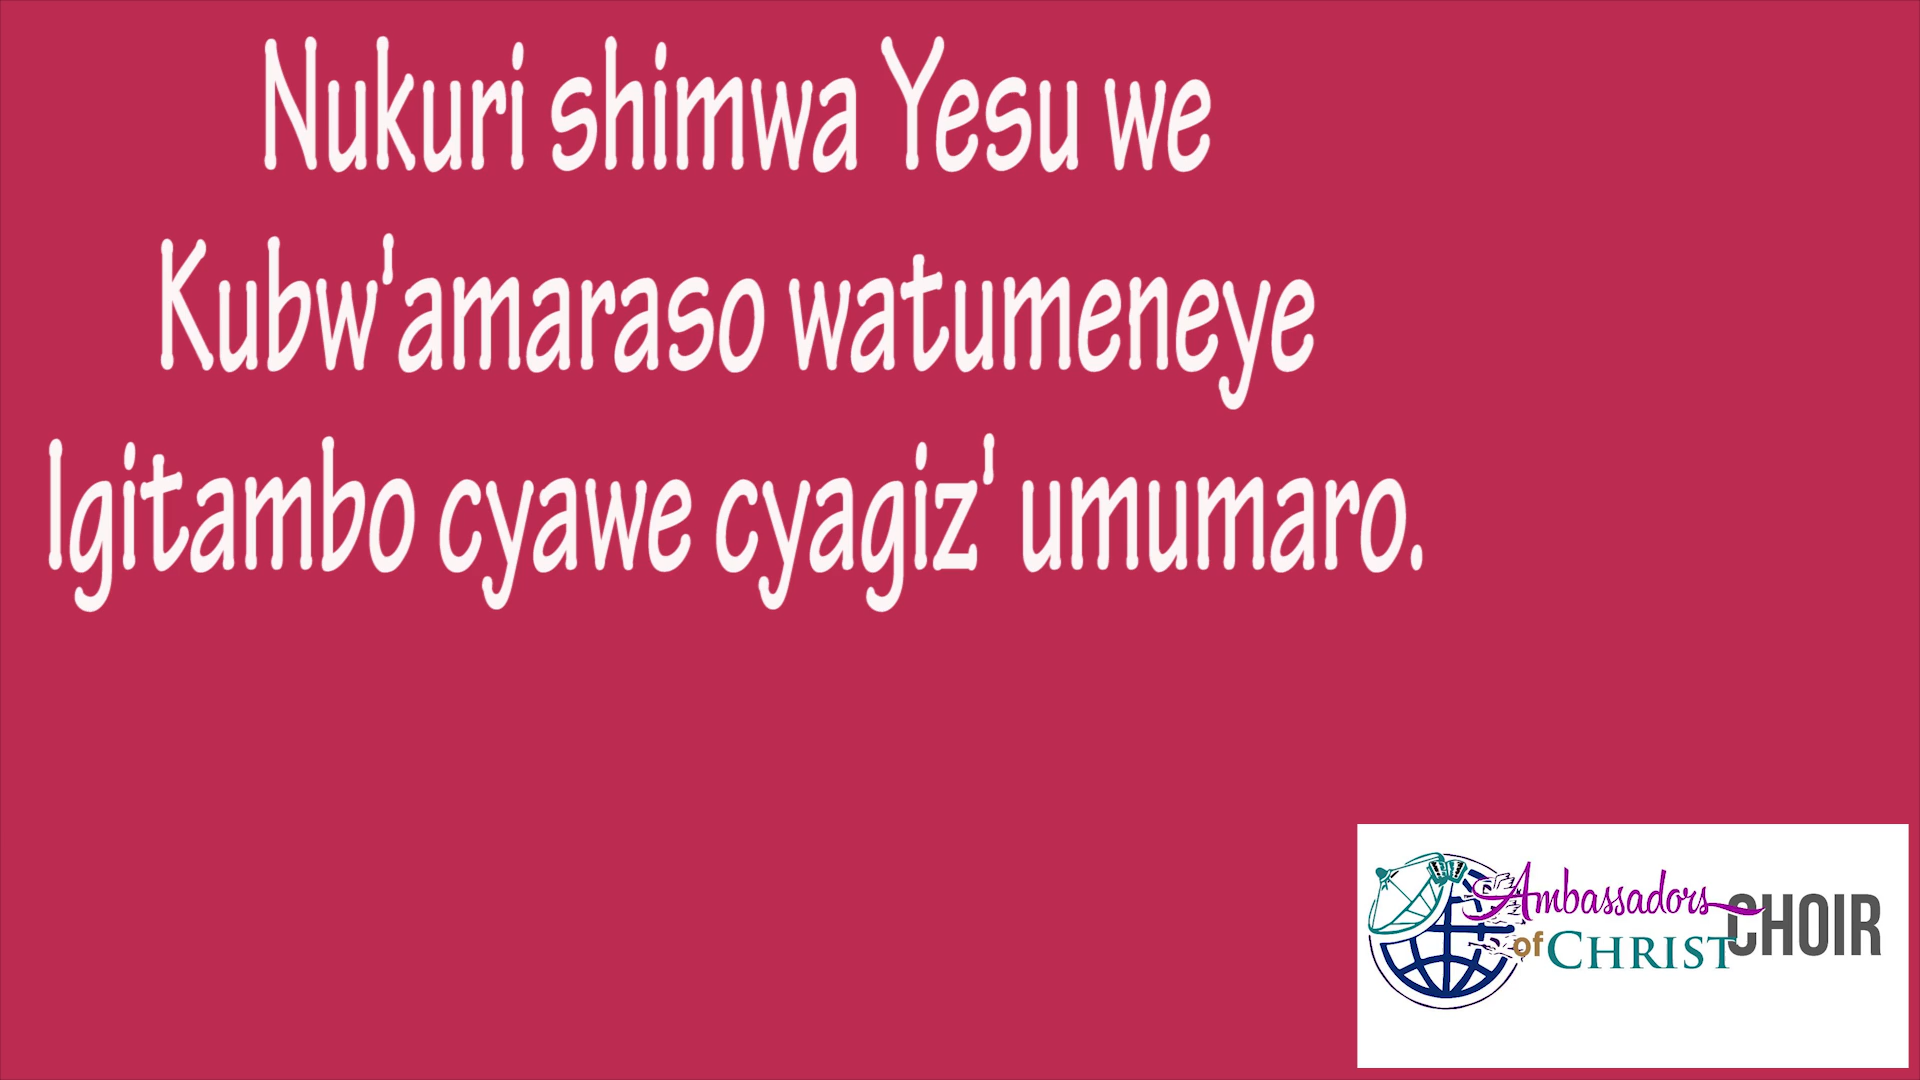 Nukuri shimwa Yesu we
Kubw'amaraso watumeneye
Igitambo cyawe cyagiz' umumaro.
Ambassadors
of CHRIST
CHOIR